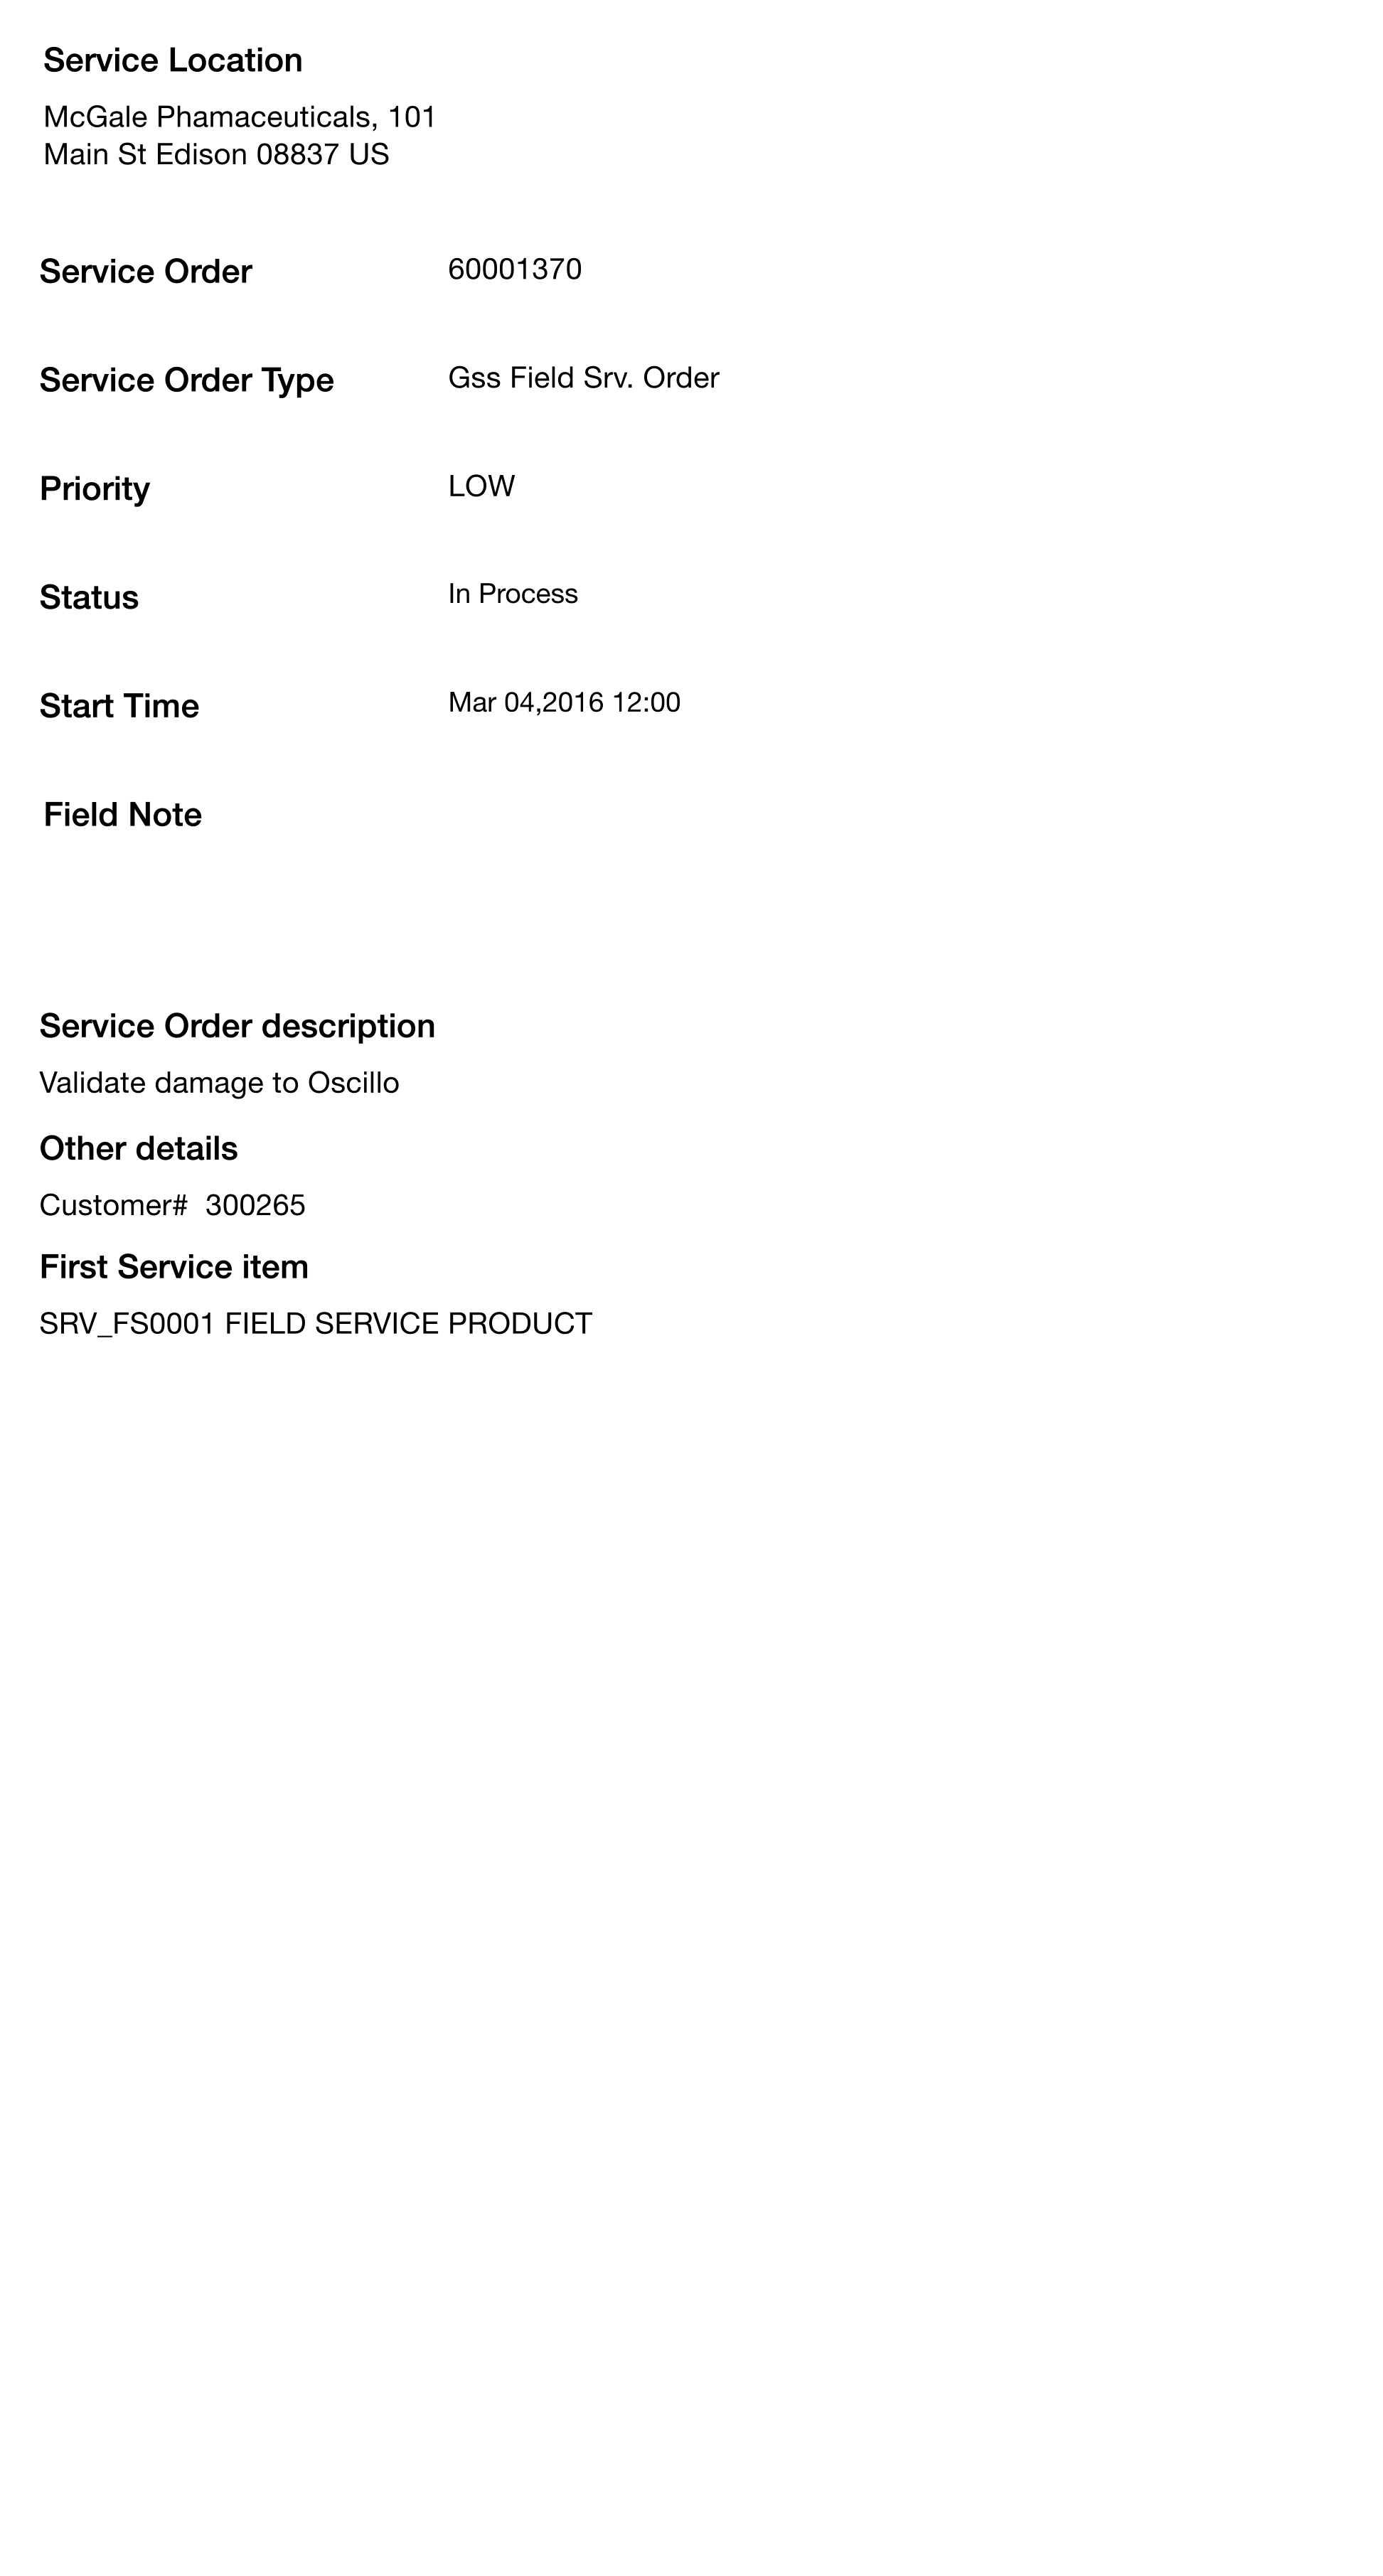 Service Location
McGale Phamaceuticals, 101
Main St Edison 08837 US
Service Order 60001370
Service Order Type Gss Field Srv. Order
Priority LOW
Status In Process
Start Time Mar 04,2016 12:00
Field Note
Service Order description
Validate damage to Oscillo
Other details
Customer# 300265
First Service item
SRV_FS0001 FIELD SERVICE PRODUCT